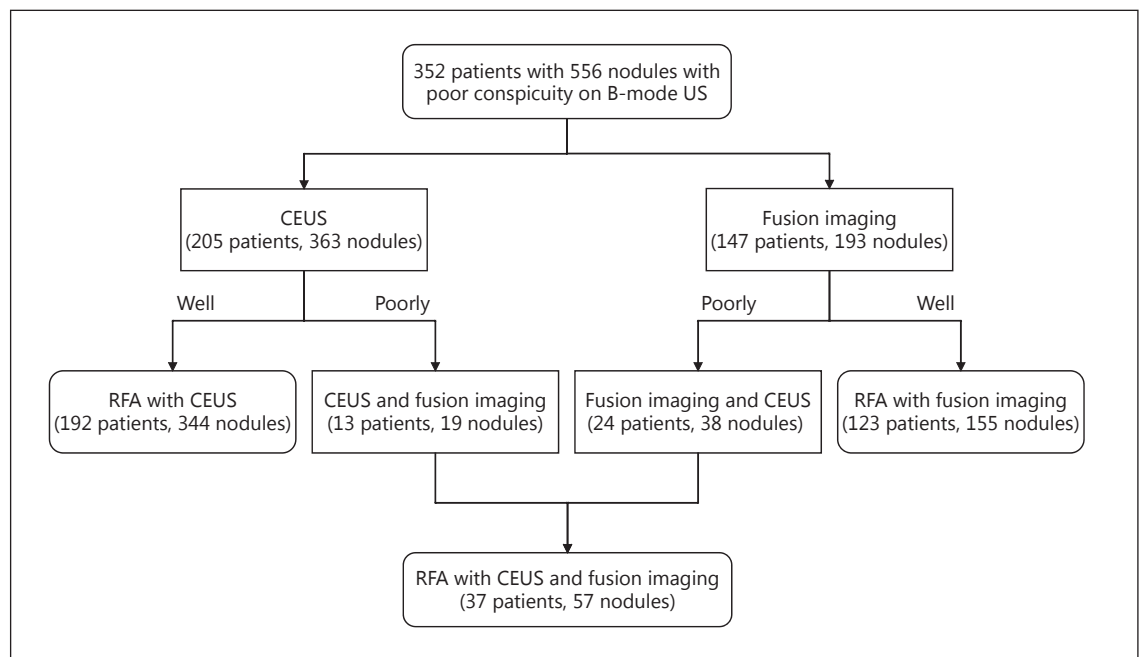 352 patients with 556 nodules with
poor conspicuity on B-mode US
CEUS
(205 patients, 363 nodules)
Fusion imaging
(147 patients, 193 nodules)
Well
Poorly
Poorly
Well
RFA with CEUS
(192 patients, 344 nodules)
CEUS and fusion imaging
(13 patients, 19 nodules)
Fusion imaging and CEUS
(24 patients, 38 nodules)
RFA with fusion imaging
(123 patients, 155 nodules)
RFA with CEUS and fusion imaging
(37 patients, 57 nodules)